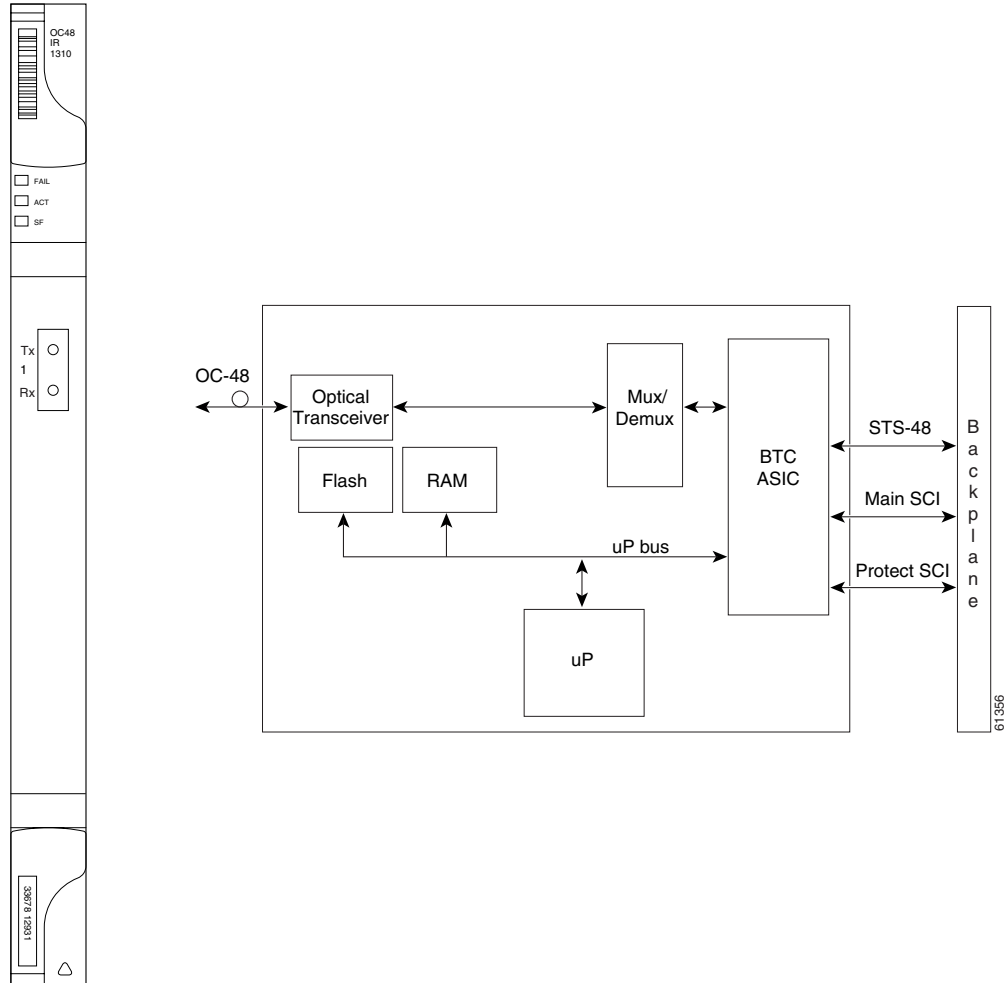 OC48
IR
1310
FAIL
ACT
SF
Tx
1
Rx
33678 12931
OC-48
Optical
Transceiver
Mux/
Demux
Flash
RAM
BTC
ASIC
uP bus
uP
STS-48
Main SCI
Protect SCI
Backplane
61356